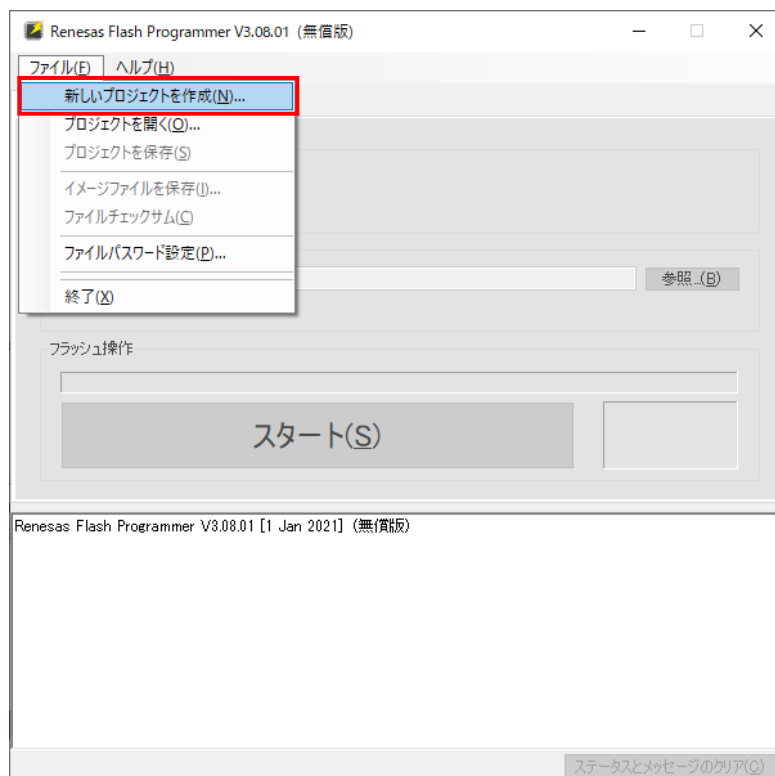 Renesas Flash Programmer V3.08.01 (無償版)
ファイル(F) ヘルプ(H)
新しいプロジェクトを作成(N)...
プロジェクトを開く(O)...
プロジェクトを保存(S)
イメージファイルを保存(I)...
ファイルチェックサム(C)
ファイルパスワード設定(P)...
参照...(B)
終了(X)
フラッシュ操作
スタート(S)
Renesas Flash Programmer V3.08.01 [1 Jan 2021] (無償版)
ステータスとメッセージのクリア(C)